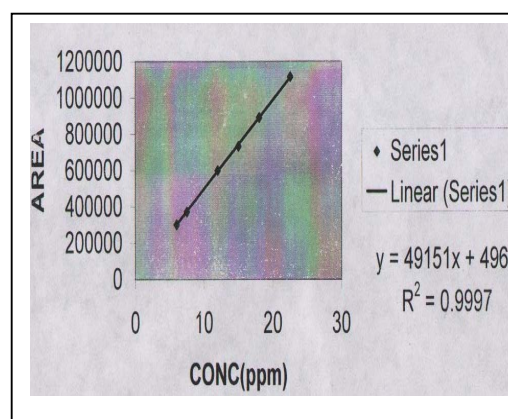 1200000
1000000
800000
600000
400000
200000
0
AREA
0 10 20 30
CONC(ppm)
Series1
Linear (Series1
y = 49151x + 496
R² = 0.9997